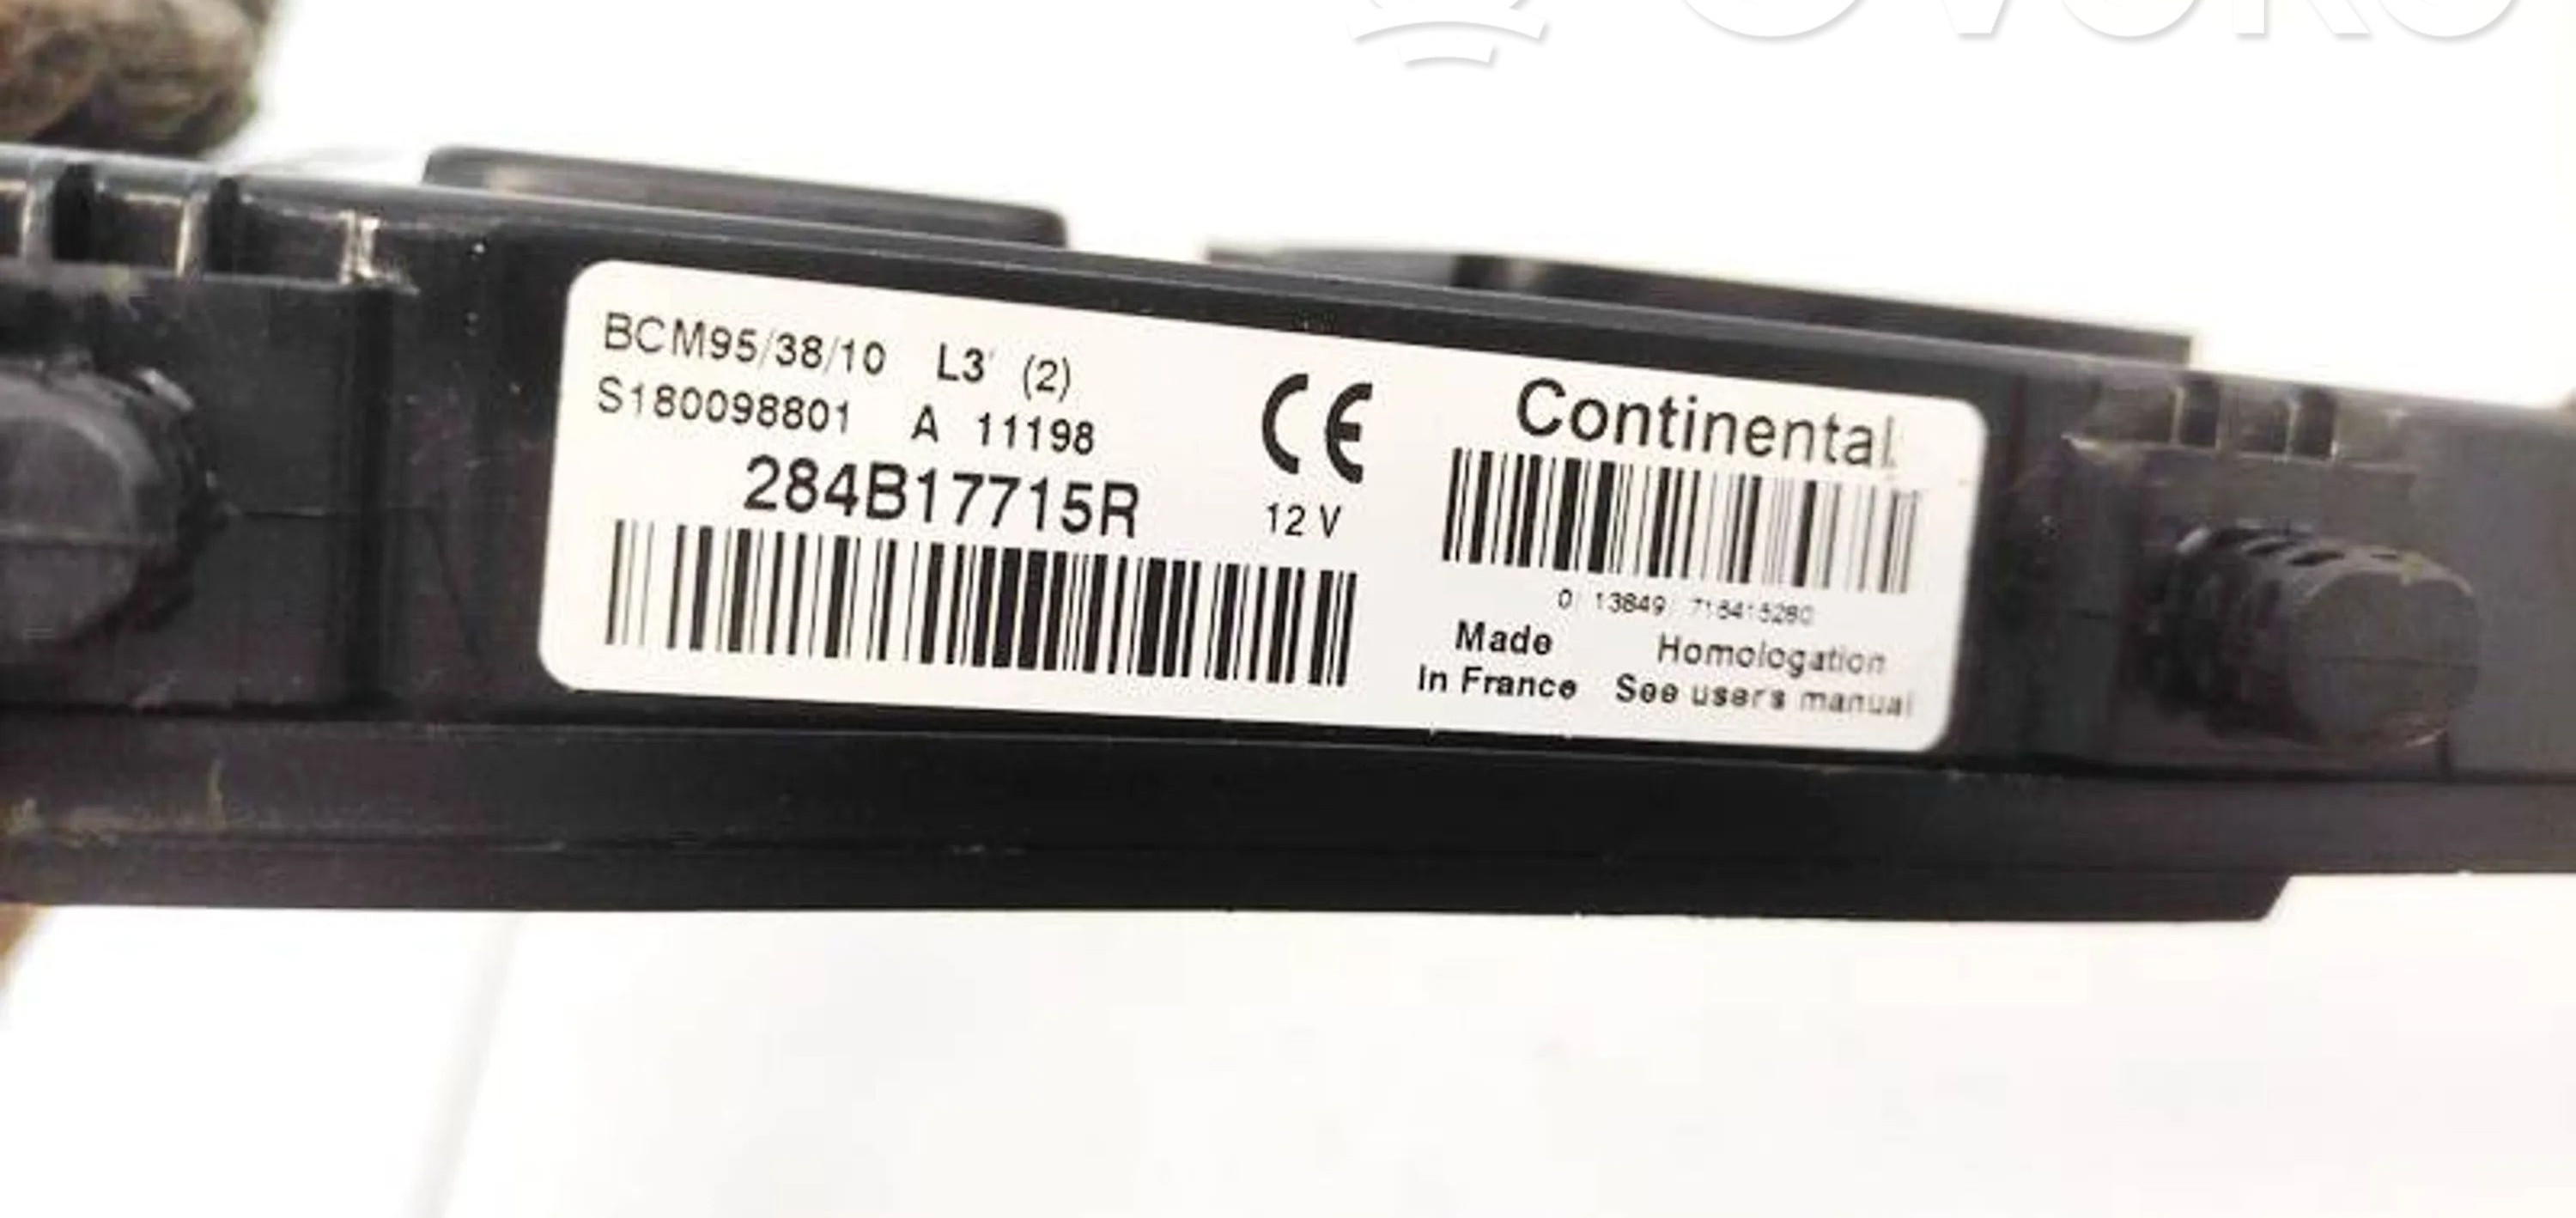 BCM95/38/10 L3 (2)
S180098801 A 11198
284B17715R
CE
12 V
Continental
0 13849
Made
In France
Homologation
See users manual